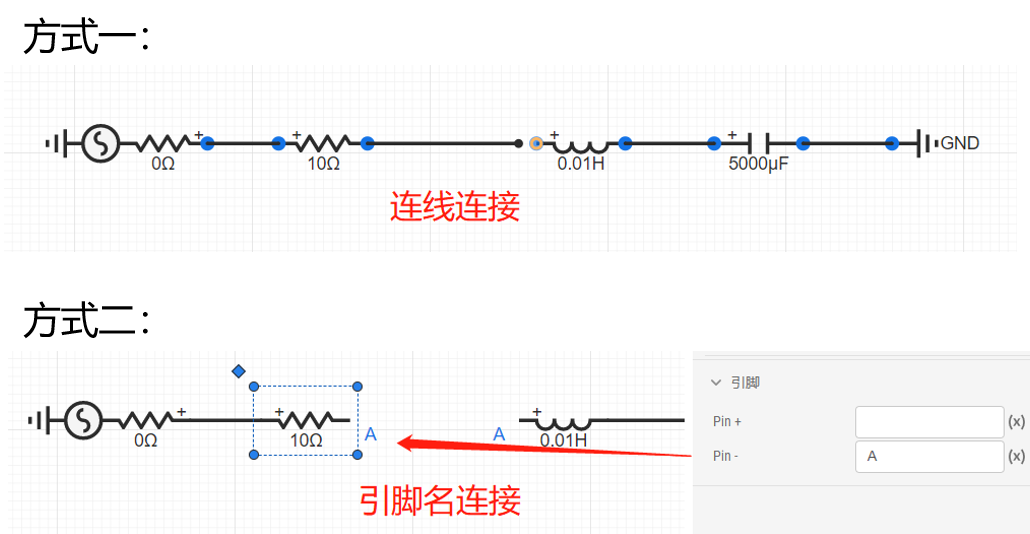 方式一：
+ + + +
0Ω 10Ω 0.01H 5000μF GND
连线连接
方式二：
引脚
+ + +
Pin + (x)
0Ω 10Ω A A 0.01H
Pin - A (x)
引脚名连接